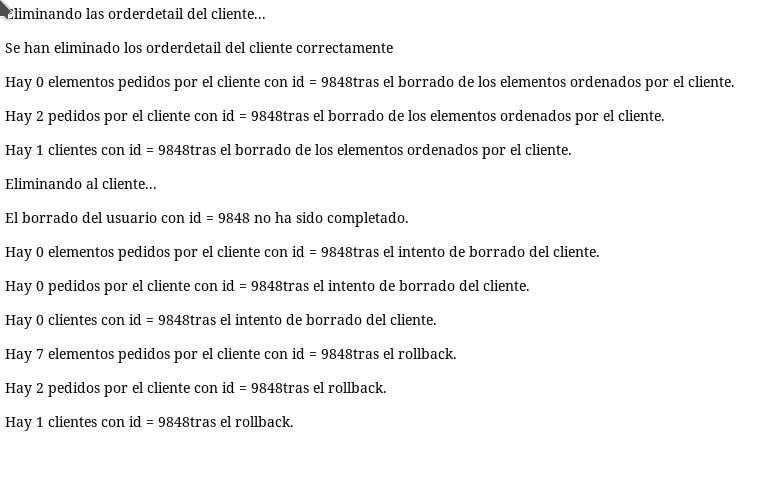 Eliminando las orderdetail del cliente...
Se han eliminado los orderdetail del cliente correctamente
Hay 0 elementos pedidos por el cliente con id = 9848tras el borrado de los elementos ordenados por el cliente.
Hay 2 pedidos por el cliente con id = 9848tras el borrado de los elementos ordenados por el cliente.
Hay 1 clientes con id = 9848tras el borrado de los elementos ordenados por el cliente.
Eliminando al cliente...
El borrado del usuario con id = 9848 no ha sido completado.
Hay 0 elementos pedidos por el cliente con id = 9848tras el intento de borrado del cliente.
Hay 0 pedidos por el cliente con id = 9848tras el intento de borrado del cliente.
Hay 0 clientes con id = 9848tras el intento de borrado del cliente.
Hay 7 elementos pedidos por el cliente con id = 9848tras el rollback.
Hay 2 pedidos por el cliente con id = 9848tras el rollback.
Hay 1 clientes con id = 9848tras el rollback.